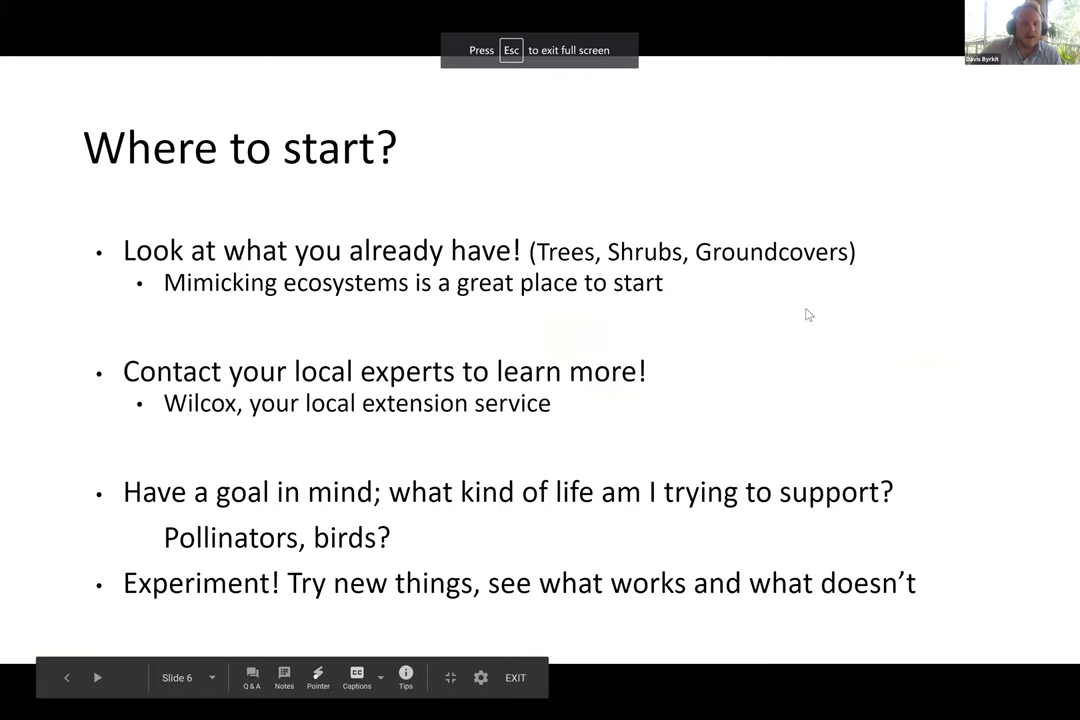 Press Esc to exit full screen
Davis Byrkit
Where to start?
• Look at what you already have! (Trees, Shrubs, Groundcovers)
• Mimicking ecosystems is a great place to start
• Contact your local experts to learn more!
• Wilcox, your local extension service
• Have a goal in mind; what kind of life am I trying to support?
Pollinators, birds?
• Experiment! Try new things, see what works and what doesn’t
Slide 6 Q & A Notes Pointer CC Captions Tips EXIT